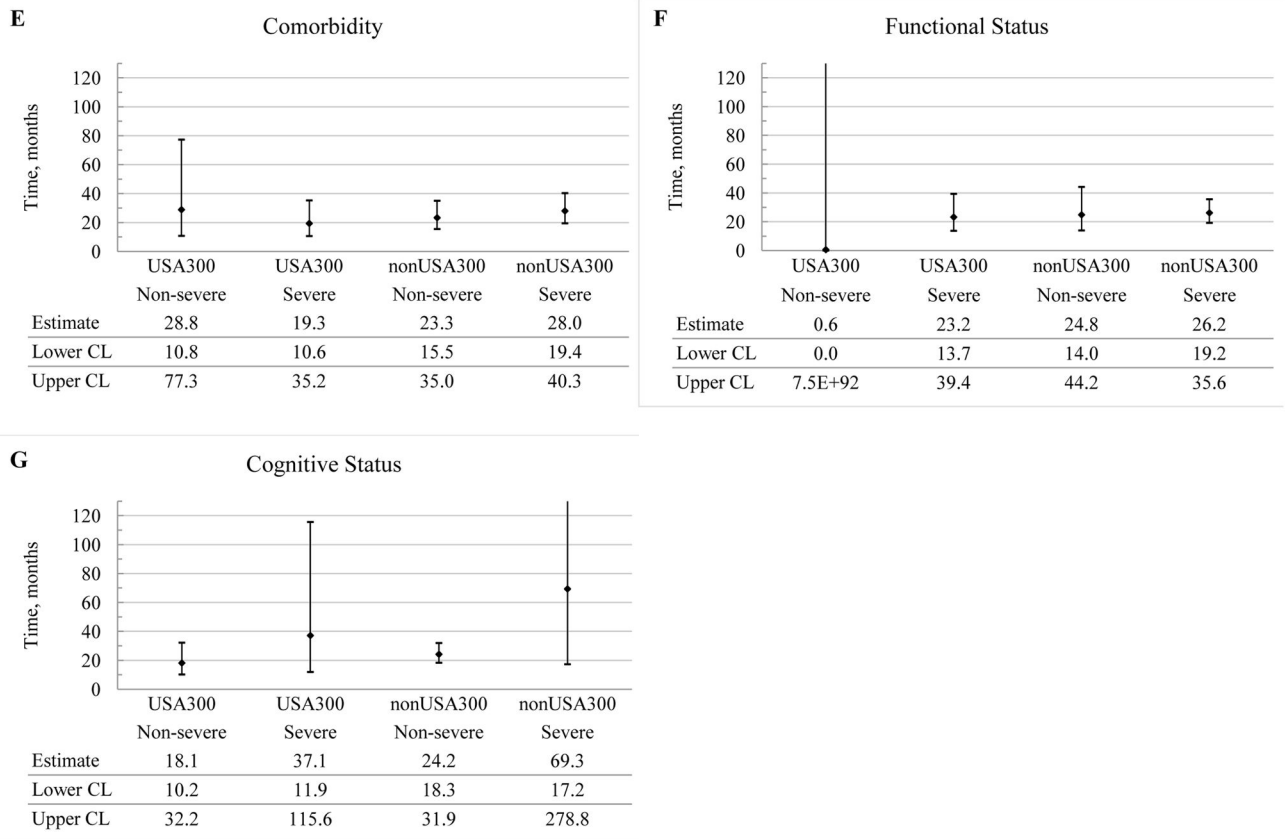 E
Comorbidity
Time, months
120
100
80
60
40
20
0
USA300 USA300 nonUSA300 nonUSA300
Non-severe Severe Non-severe Severe
Estimate 28.8 19.3 23.3 28.0
Lower CL 10.8 10.6 15.5 19.4
Upper CL 77.3 35.2 35.0 40.3
F
Functional Status
Time, months
120
100
80
60
40
20
0
USA300 USA300 nonUSA300 nonUSA300
Non-severe Severe Non-severe Severe
Estimate 0.6 23.2 24.8 26.2
Lower CL 0.0 13.7 14.0 19.2
Upper CL 7.5E+92 39.4 44.2 35.6
G
Cognitive Status
Time, months
120
100
80
60
40
20
0
USA300 USA300 nonUSA300 nonUSA300
Non-severe Severe Non-severe Severe
Estimate 18.1 37.1 24.2 69.3
Lower CL 10.2 11.9 18.3 17.2
Upper CL 32.2 115.6 31.9 278.8